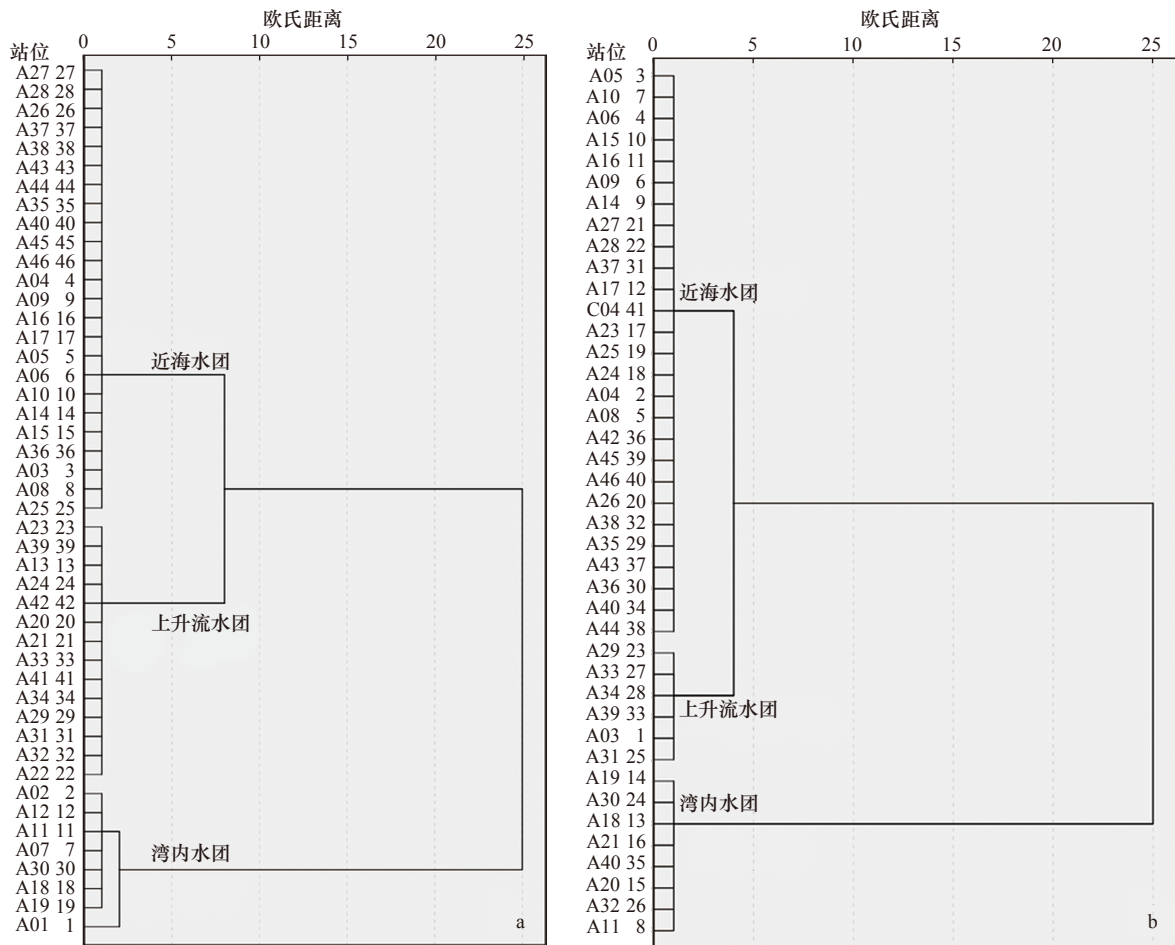 欧氏距离
0 5 10 15 20 25
站位
A27 27
A28 28
A26 26
A37 37
A38 38
A43 43
A44 44
A35 35
A40 40
A45 45
A46 46
A04 4
A09 9
A16 16
A17 17
A05 5
近海水团
A06 6
A10 10
A14 14
A15 15
A36 36
A03 3
A08 8
A25 25
A23 23
A39 39
A13 13
A24 24
A42 42
A20 20
上升流水团
A21 21
A33 33
A41 41
A34 34
A29 29
A31 31
A32 32
A22 22
A02 2
A12 12
A11 11
A07 7
湾内水团
A30 30
A18 18
A19 19
A01 1
a
欧氏距离
0 5 10 15 20 25
站位
A05 3
A10 7
A06 4
A15 10
A16 11
A09 6
A14 9
A27 21
A28 22
A37 31
A17 12
近海水团
C04 41
A23 17
A25 19
A24 18
A04 2
A08 5
A42 36
A45 39
A46 40
A26 20
A38 32
A35 29
A43 37
A36 30
A40 34
A44 38
A29 23
A33 27
A34 28
上升流水团
A39 33
A03 1
A31 25
A19 14
A30 24
湾内水团
A18 13
A21 16
A40 35
A20 15
A32 26
A11 8
b